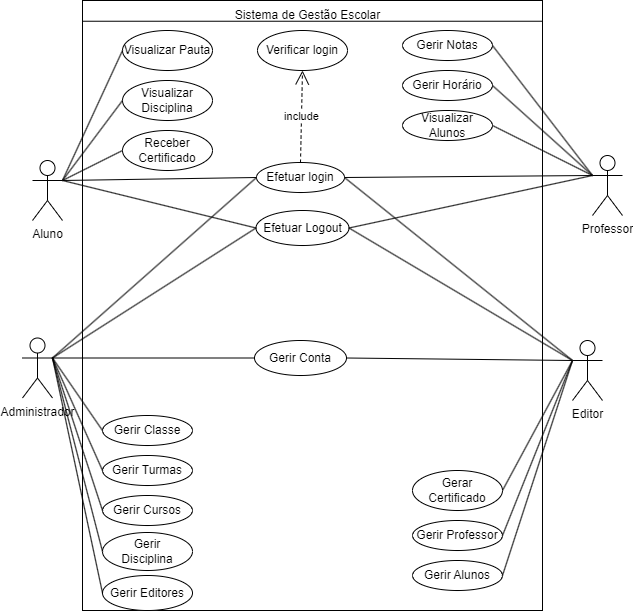 Sistema de Gestão Escolar
Visualizar Pauta
Verificar login
Gerir Notas
Visualizar
Disciplina
Gerir Horário
include
Visualizar
Alunos
Receber
Certificado
Efetuar login
Aluno
Efetuar Logout
Professor
Gerir Conta
Administrador
Editor
Gerir Classe
Gerir Turmas
Gerar
Certificado
Gerir Cursos
Gerir Professor
Gerir
Disciplina
Gerir Alunos
Gerir Editores